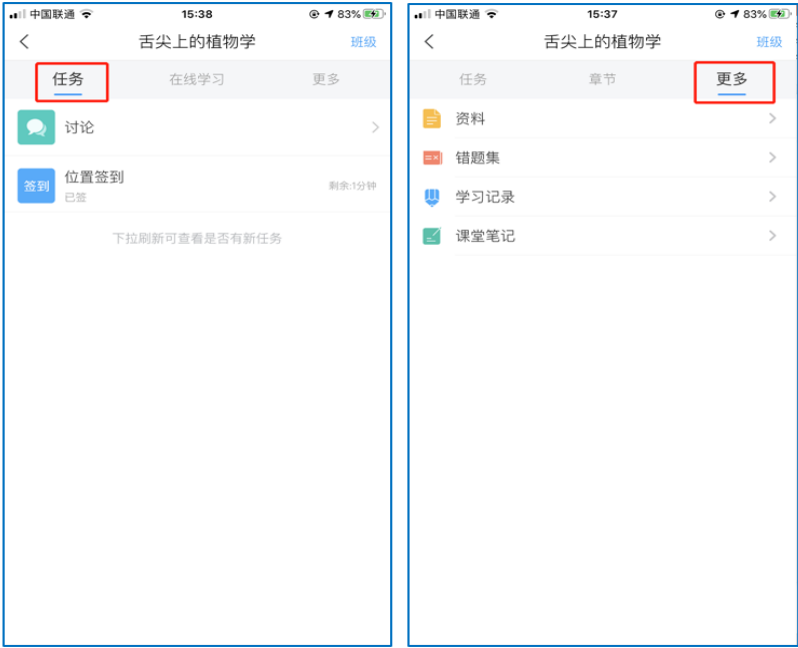 中国联通 15:38 83%
舌尖上的植物学 班级
任务 在线学习 更多
讨论
签到 位置签到
已签 剩余:1分钟
下拉刷新可查看是否有新任务
中国联通 15:37 83%
舌尖上的植物学 班级
任务 章节 更多
资料
错题集
学习记录
课堂笔记